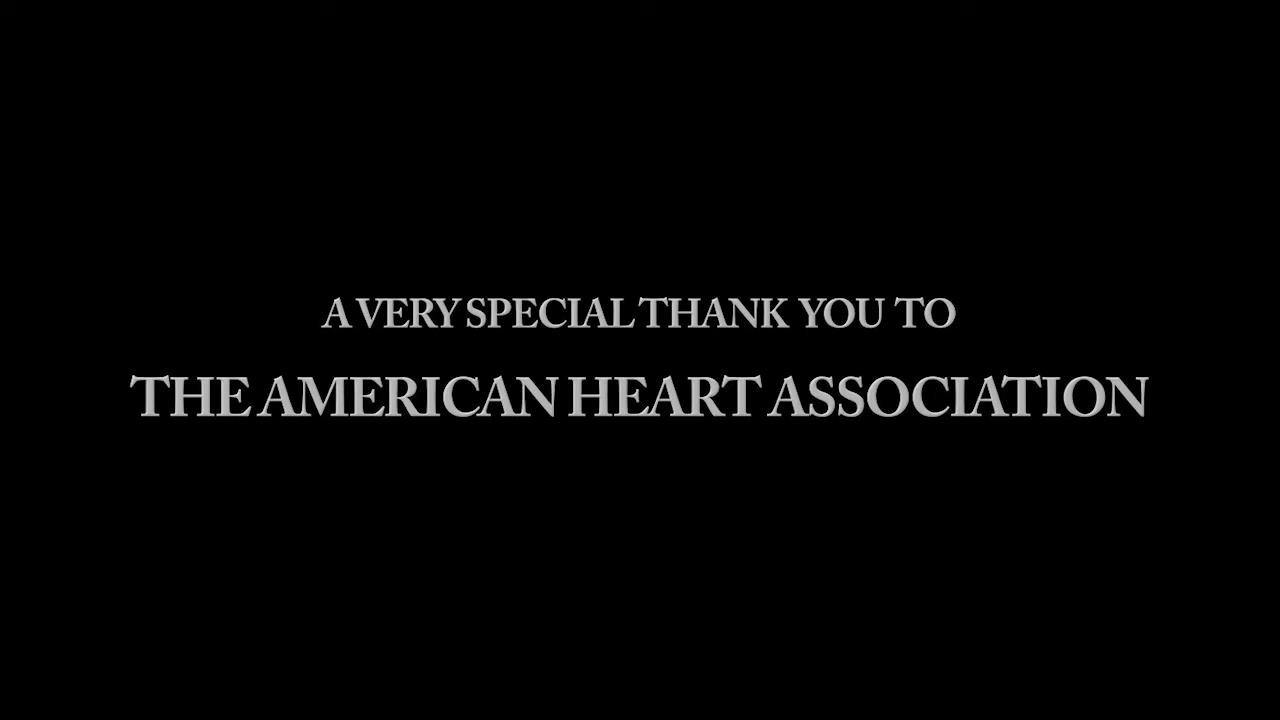 A VERY SPECIAL THANK YOU TO
THE AMERICAN HEART ASSOCIATION